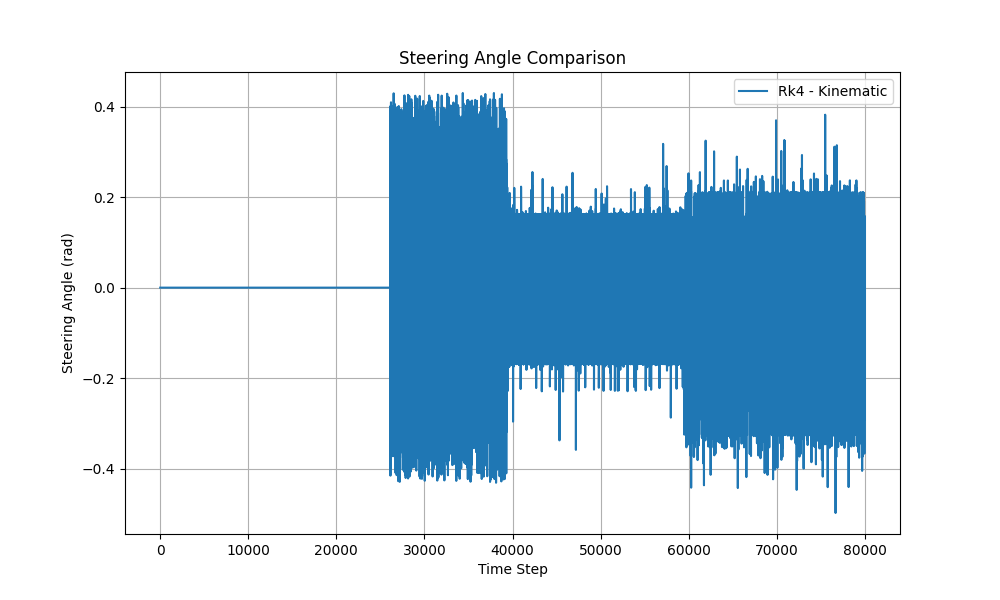 Steering Angle Comparison
Rk4 - Kinematic
Steering Angle (rad)
0.4
0.2
0.0
−0.2
−0.4
0 10000 20000 30000 40000 50000 60000 70000 80000
Time Step